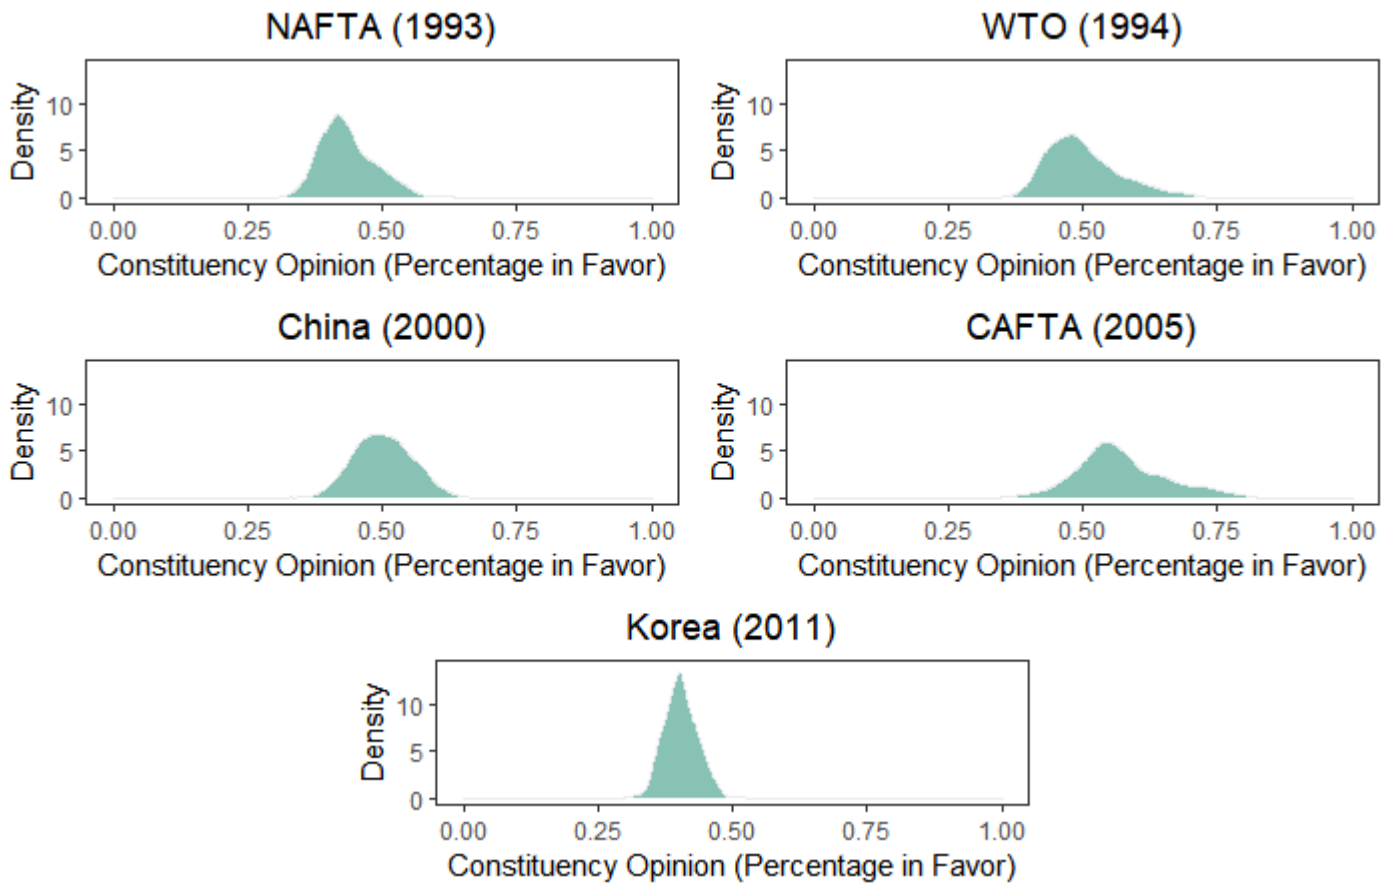 NAFTA (1993)
Density
10
5
0
0.00 0.25 0.50 0.75 1.00
Constituency Opinion (Percentage in Favor)
WTO (1994)
Density
10
5
0
0.00 0.25 0.50 0.75 1.00
Constituency Opinion (Percentage in Favor)
China (2000)
Density
10
5
0
0.00 0.25 0.50 0.75 1.00
Constituency Opinion (Percentage in Favor)
CAFTA (2005)
Density
10
5
0
0.00 0.25 0.50 0.75 1.00
Constituency Opinion (Percentage in Favor)
Korea (2011)
Density
10
5
0
0.00 0.25 0.50 0.75 1.00
Constituency Opinion (Percentage in Favor)